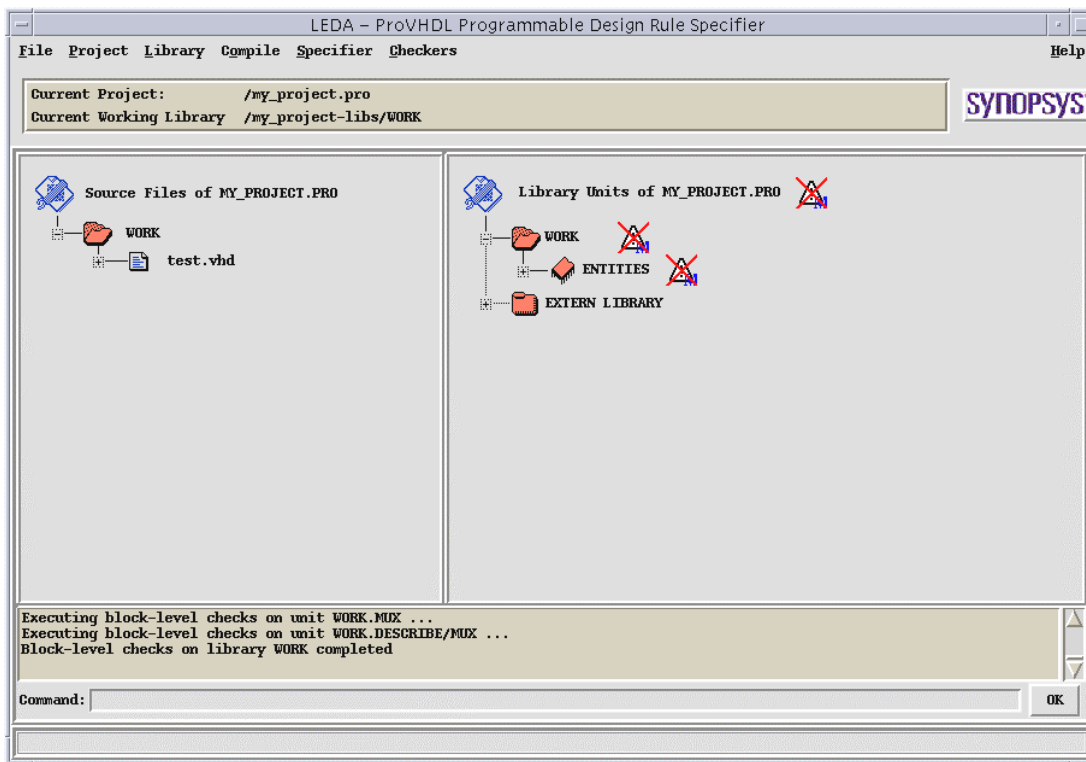 LEDA – ProVHDL Programmable Design Rule Specifier
File Project Library Compile Specifier Checkers Help
Current Project: /my_project.pro
Current Working Library /my_project-libs/WORK
SYNOPSYS
Source Files of MY_PROJECT.PRO
WORK
test.vhd
Library Units of MY_PROJECT.PRO M
WORK M
ENTITIES M
EXTERN LIBRARY
Executing block-level checks on unit WORK.MUX ...
Executing block-level checks on unit WORK.DESCRIBE/MUX ...
Block-level checks on library WORK completed
Command: OK